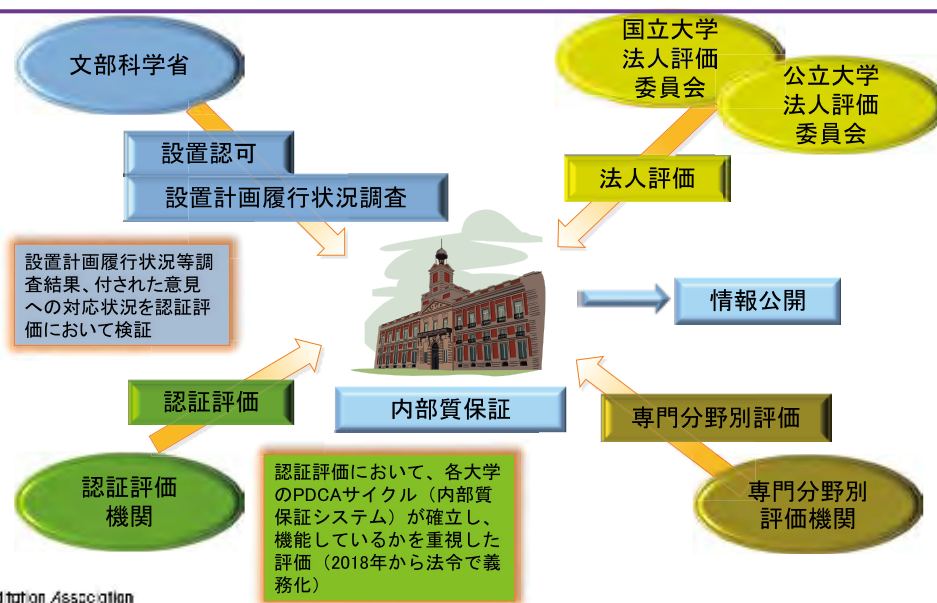 文部科学省
国立大学
法人評価
委員会
公立大学
法人評価
委員会
設置認可
設置計画履行状況調査
法人評価
設置計画履行状況等調
査結果、付された意見
への対応状況を認証評
価において検証
情報公開
認証評価
内部質保証
専門分野別評価
認証評価
機関
認証評価において、各大学
のPDCAサイクル（内部質
保証システム）が確立し、
機能しているかを重視した
評価（2018年から法令で義
務化）
専門分野別
評価機関
Association